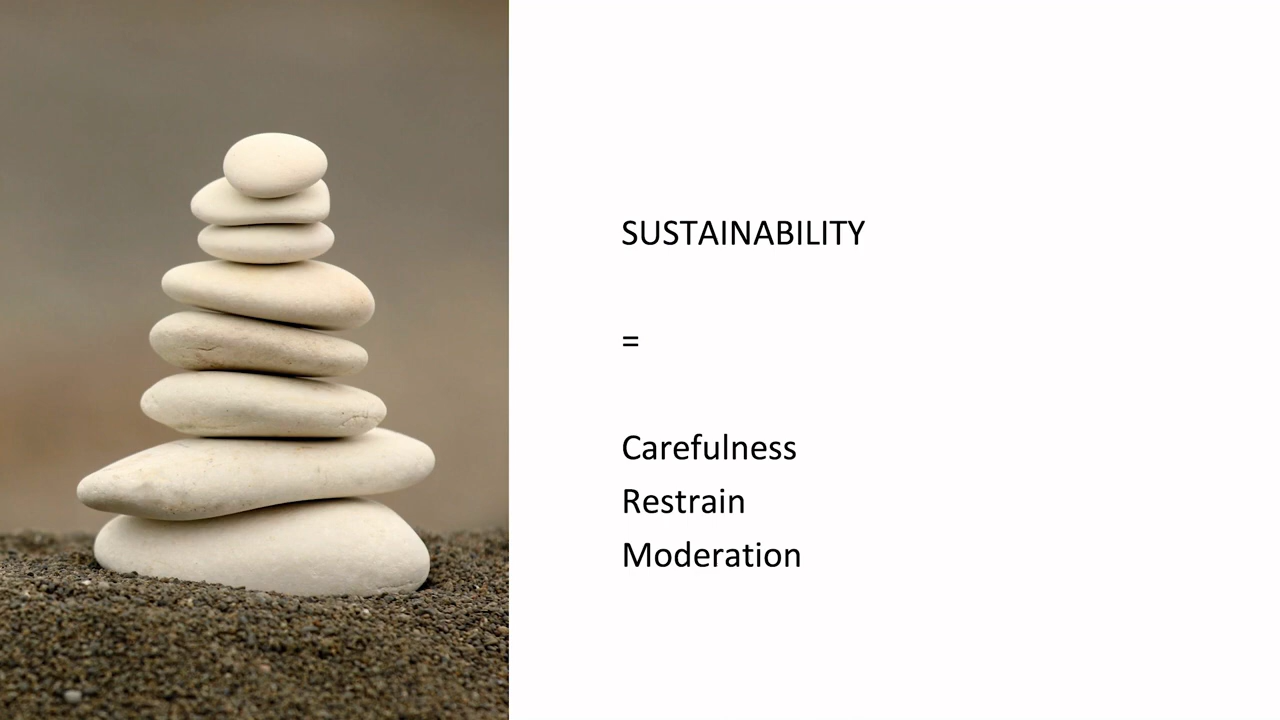 SUSTAINABILITY
=
Carefulness
Restrain
Moderation